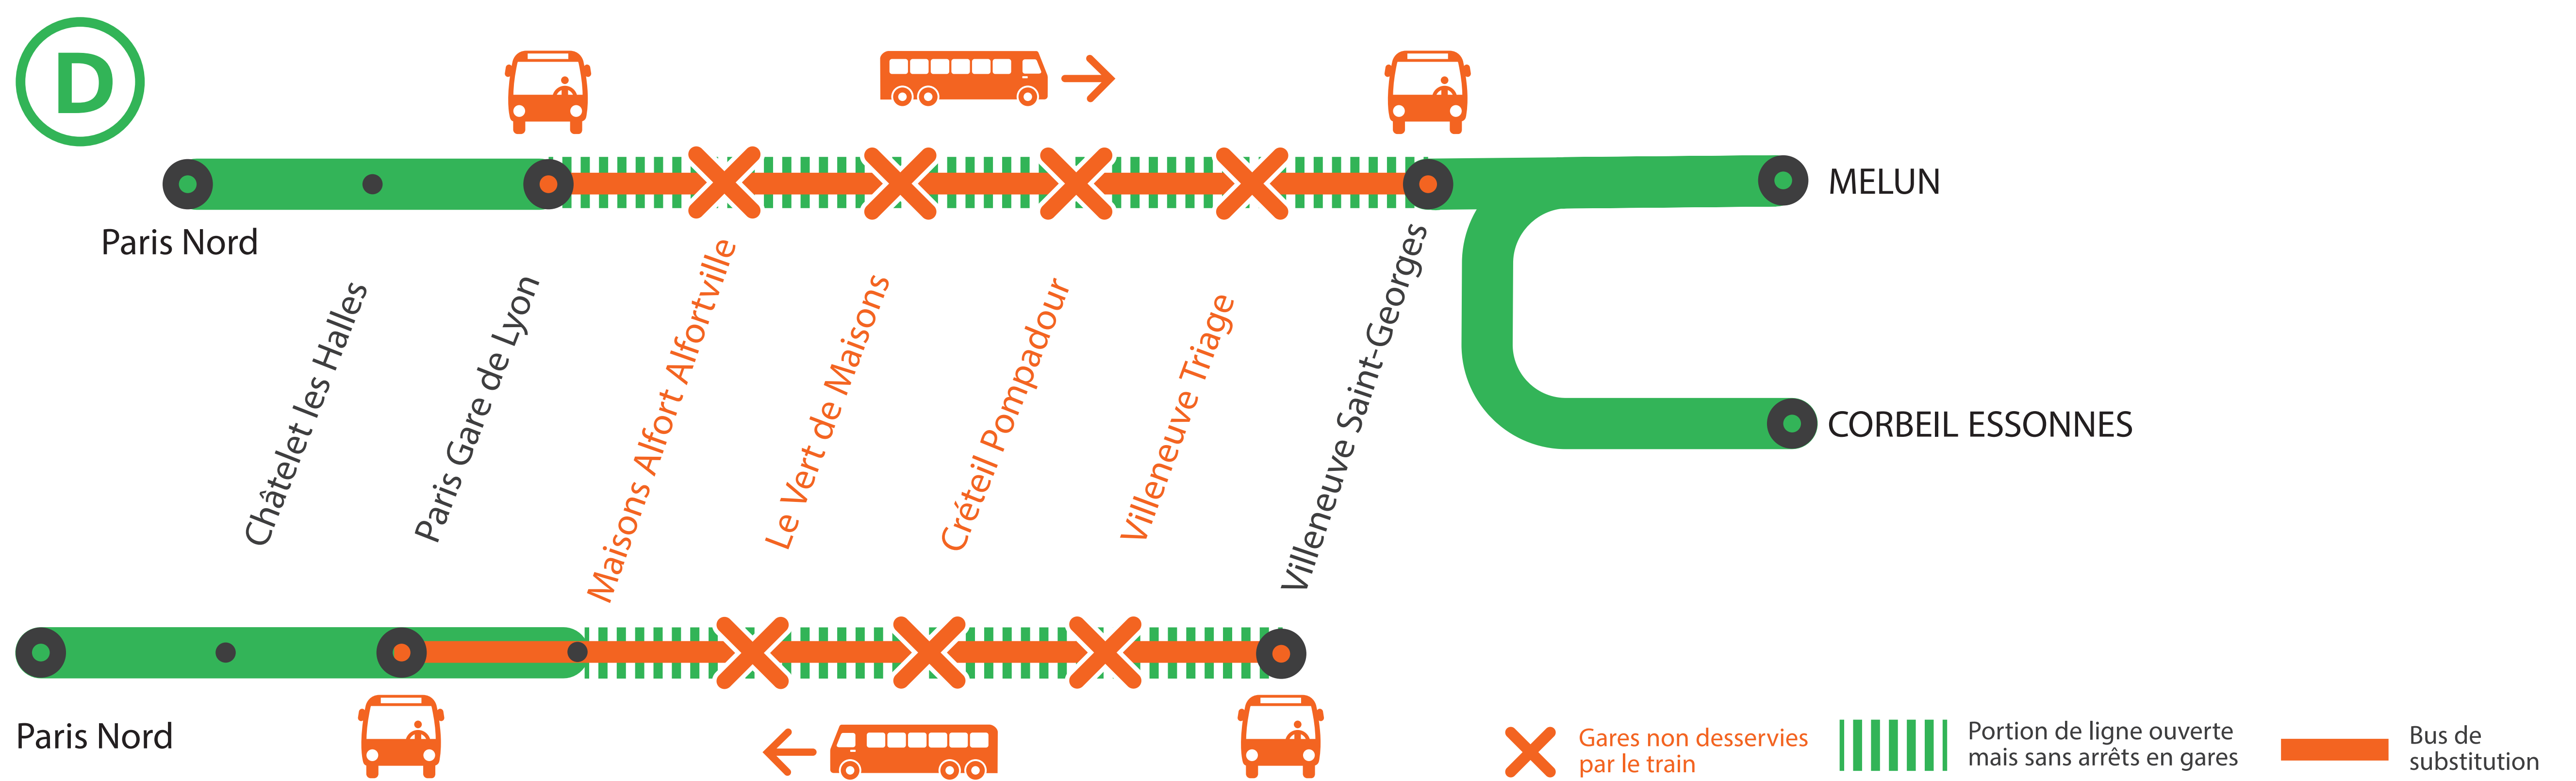 D
MELUN
Paris Nord
Châtelet les Halles
Paris Gare de Lyon
Maisons Alfort Alfortville
Le Vert de Maisons
Créteil Pompadour
Villeneuve Triage
Villeneuve Saint-Georges
CORBEIL ESSONNES
Paris Nord
Gares non desservies
par le train
Portion de ligne ouverte
mais sans arrêts en gares
Bus de
substitution